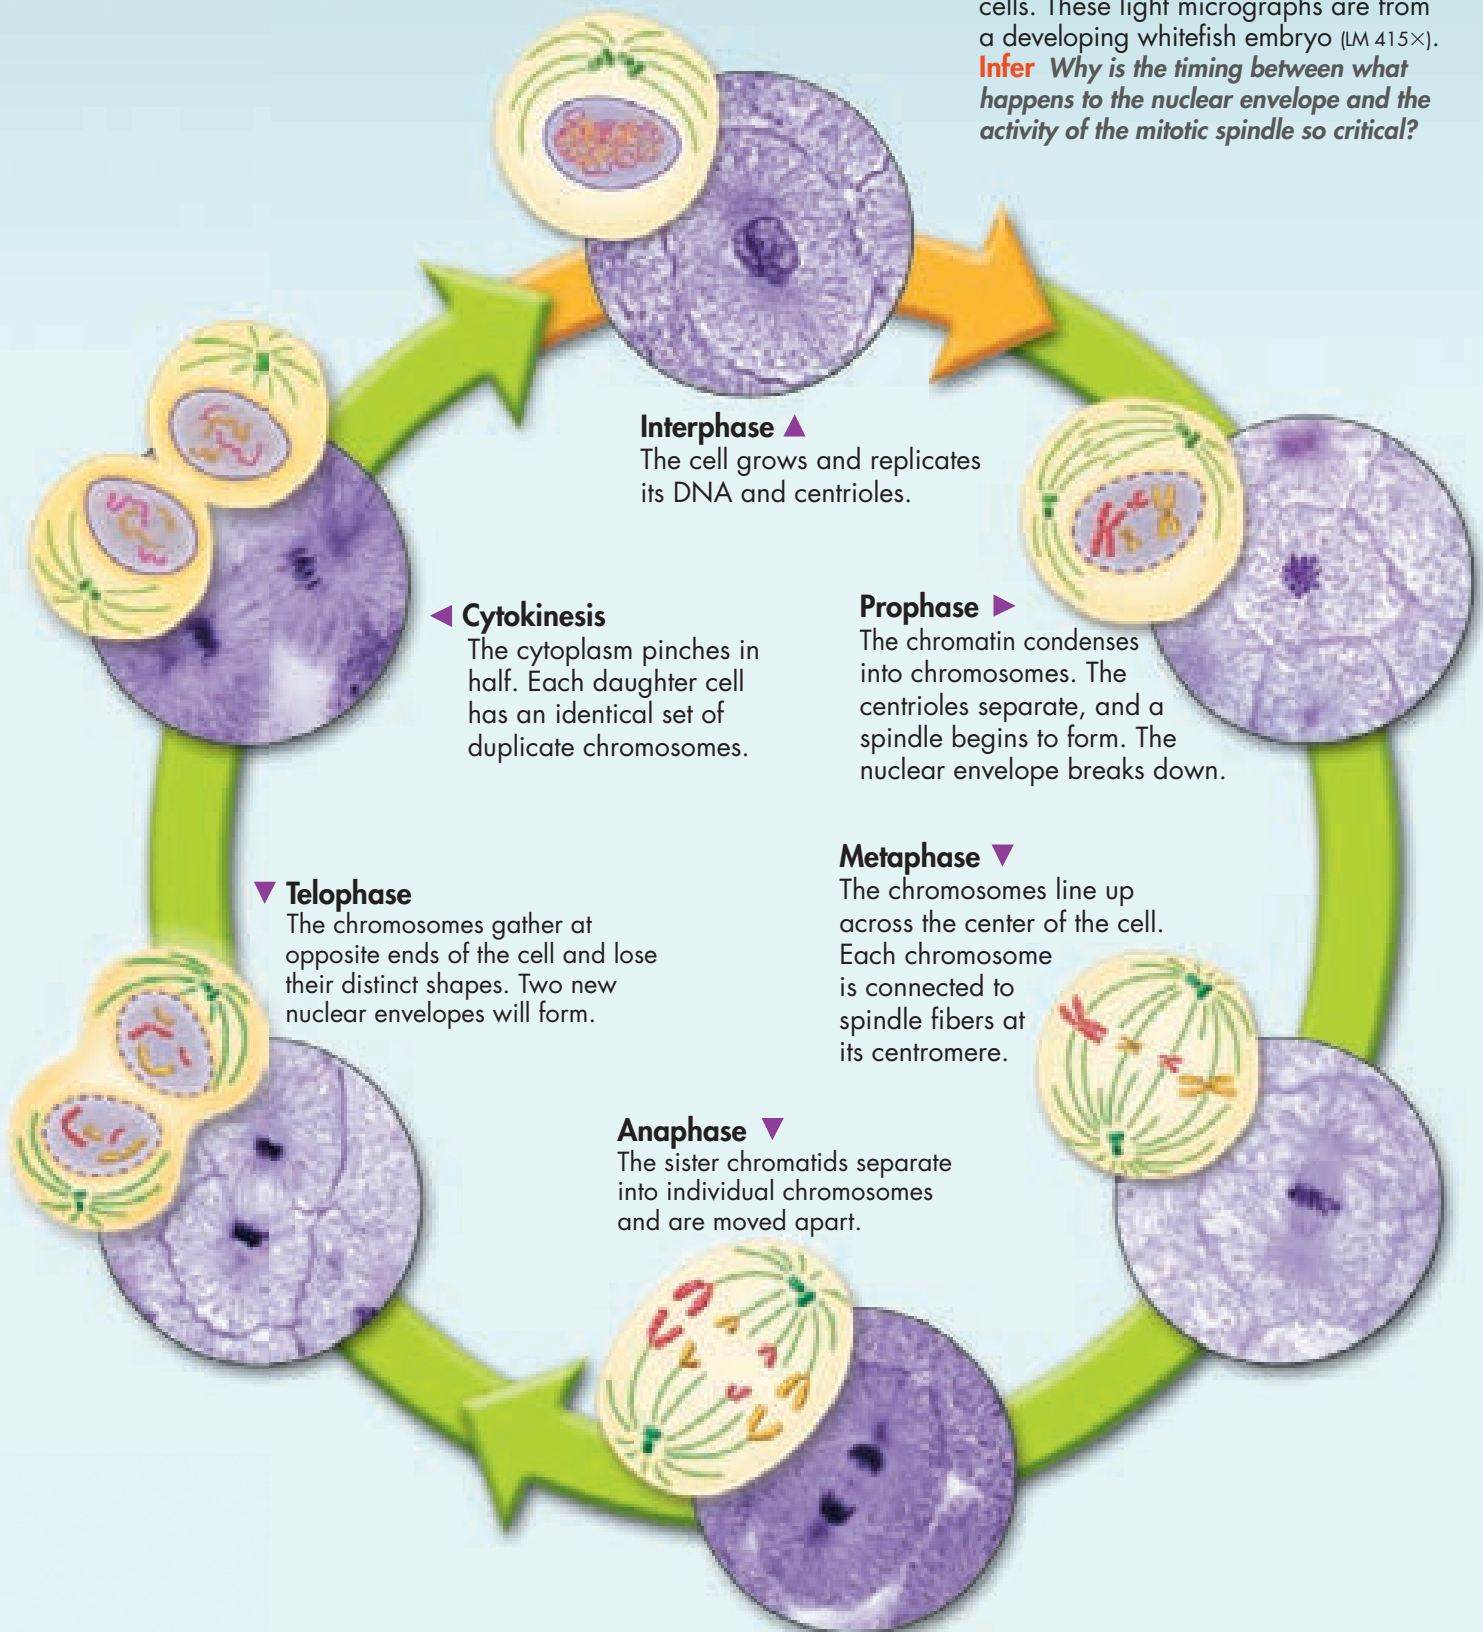 cells. These light micrographs are from
a developing whitefish embryo (LM 415×).
Infer Why is the timing between what
happens to the nuclear envelope and the
activity of the mitotic spindle so critical?
Interphase ▲
The cell grows and replicates
its DNA and centrioles.
Prophase ▶
The chromatin condenses
into chromosomes. The
centrioles separate, and a
spindle begins to form. The
nuclear envelope breaks down.
Metaphase ▼
The chromosomes line up
across the center of the cell.
Each chromosome
is connected to
spindle fibers at
its centromere.
Anaphase ▼
The sister chromatids separate
into individual chromosomes
and are moved apart.
▼ Telophase
The chromosomes gather at
opposite ends of the cell and lose
their distinct shapes. Two new
nuclear envelopes will form.
◀ Cytokinesis
The cytoplasm pinches in
half. Each daughter cell
has an identical set of
duplicate chromosomes.